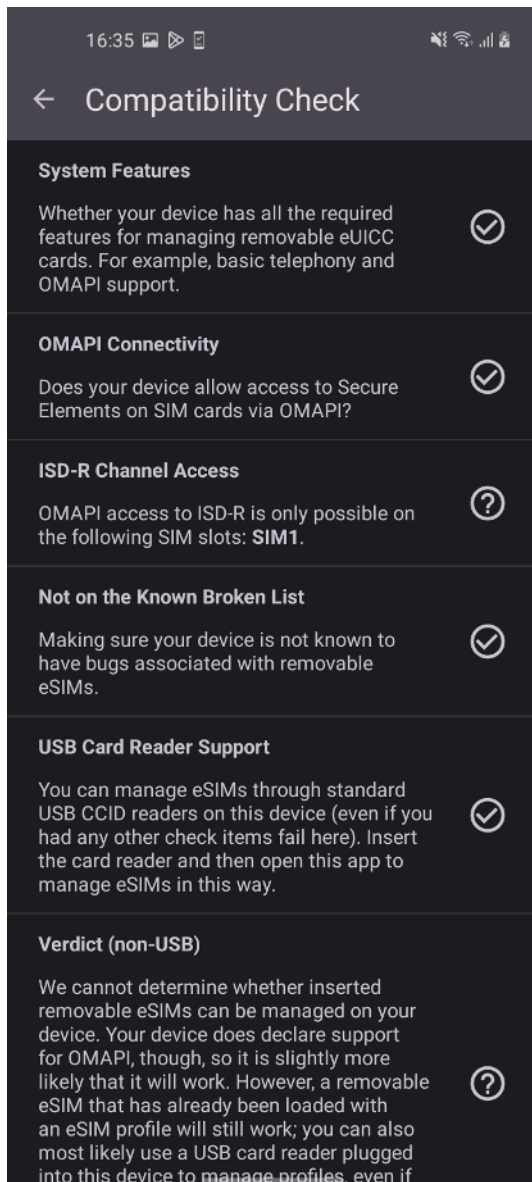 16:35
Compatibility Check
System Features
Whether your device has all the required
features for managing removable eUICC
cards. For example, basic telephony and
OMAPI support.
OMAPI Connectivity
Does your device allow access to Secure
Elements on SIM cards via OMAPI?
ISD-R Channel Access
OMAPI access to ISD-R is only possible on
the following SIM slots: SIM1.
Not on the Known Broken List
Making sure your device is not known to
have bugs associated with removable
eSIMs.
USB Card Reader Support
You can manage eSIMs through standard
USB CCID readers on this device (even if you
had any other check items fail here). Insert
the card reader and then open this app to
manage eSIMs in this way.
Verdict (non-USB)
We cannot determine whether inserted
removable eSIMs can be managed on your
device. Your device does declare support
for OMAPI, though, so it is slightly more
likely that it will work. However, a removable
eSIM that has already been loaded with
an eSIM profile will still work; you can also
most likely use a USB card reader plugged
into this device to manage profiles, even if